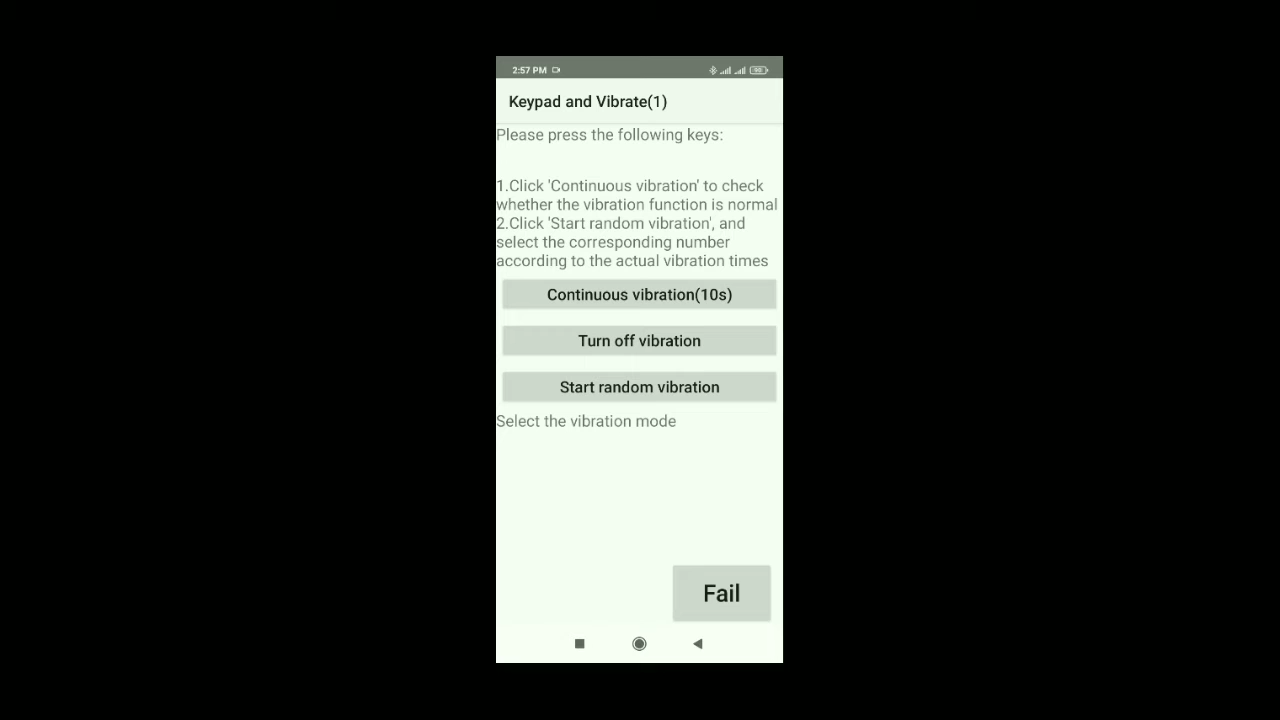 2:57 PM
Keypad and Vibrate(1)
Please press the following keys:
1.Click 'Continuous vibration' to check
whether the vibration function is normal
2.Click 'Start random vibration', and
select the corresponding number
according to the actual vibration times
Continuous vibration(10s)
Turn off vibration
Start random vibration
Select the vibration mode
Fail